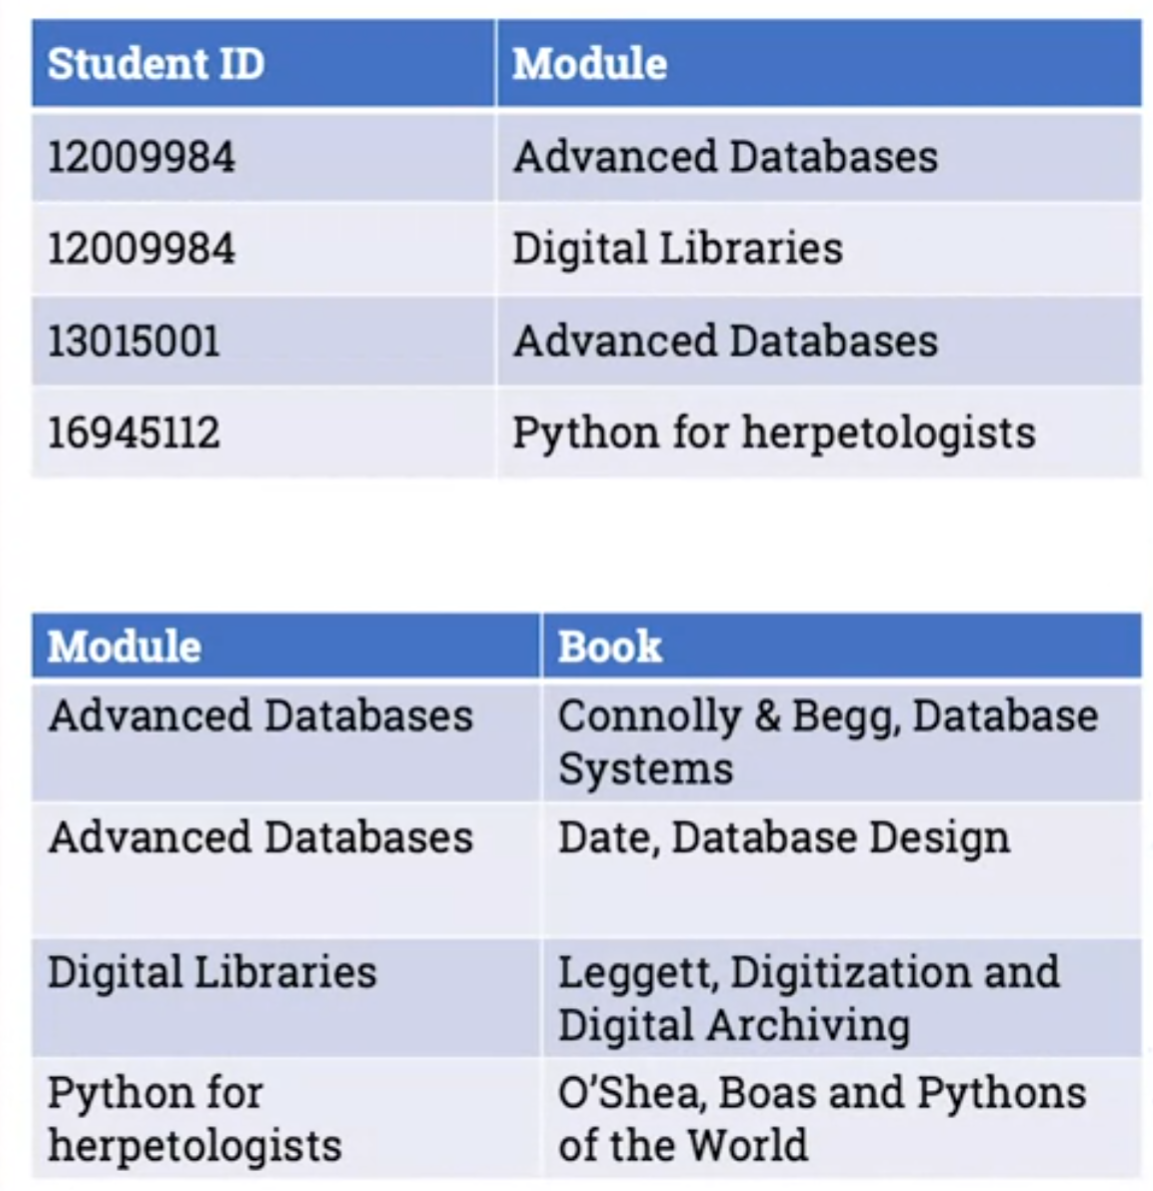 Student ID Module
12009984 Advanced Databases
12009984 Digital Libraries
13015001 Advanced Databases
16945112 Python for herpetologists
Module Book
Advanced Databases Connolly & Begg, Database
Systems
Advanced Databases Date, Database Design
Digital Libraries Leggett, Digitization and
Digital Archiving
Python for O’Shea, Boas and Pythons
herpetologists of the World